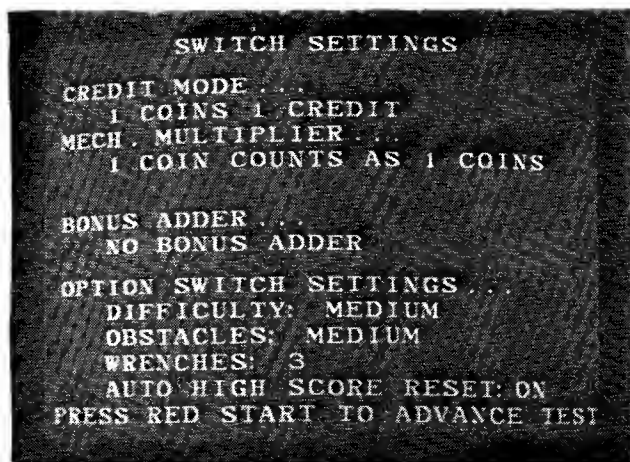 SWITCH SETTINGS
CREDIT MODE...
1 COINS 1 CREDIT
MECH. MULTIPLIER...
1 COIN COUNTS AS 1 COINS
BONUS ADDER...
NO BONUS ADDER
OPTION SWITCH SETTINGS...
DIFFICULTY: MEDIUM
OBSTACLES: MEDIUM
WRENCHES: 3
AUTO HIGH SCORE RESET: ON
PRESS RED START TO ADVANCE TEST